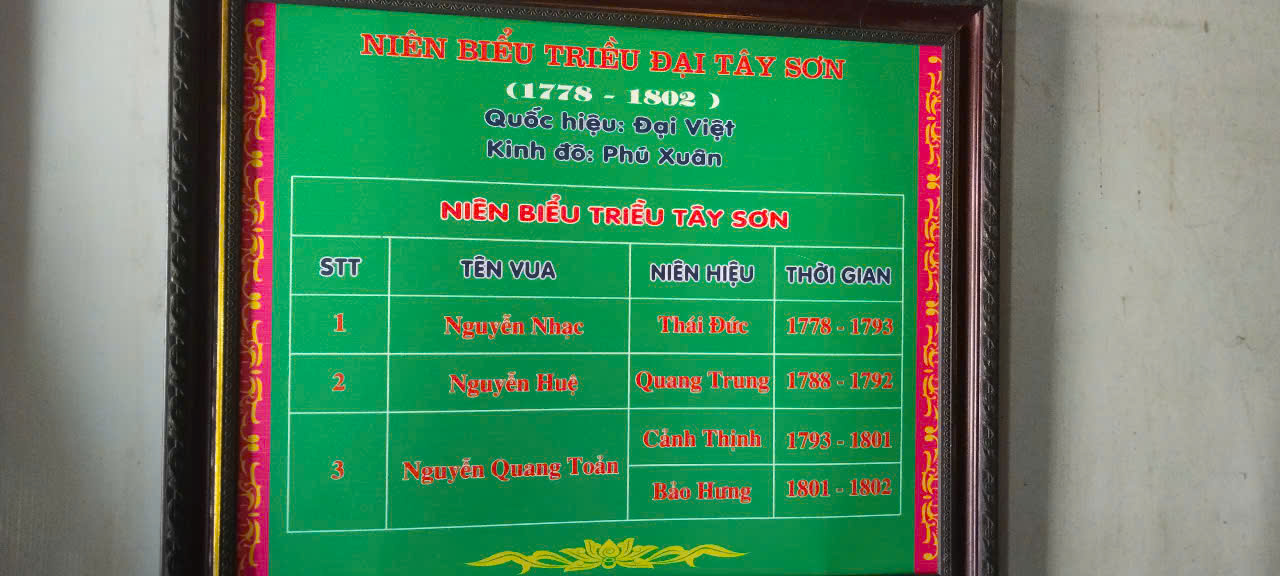 NIÊN BIỂU TRIỀU ĐẠI TÂY SƠN
(1778 - 1802 )
Quốc hiệu: Đại Việt
Kinh đô: Phú Xuân
NIÊN BIỂU TRIỀU TÂY SƠN
STT TÊN VUA NIÊN HIỆU THỜI GIAN
1 Nguyễn Nhạc Thái Đức 1778 - 1793
2 Nguyễn Huệ Quang Trung 1788 - 1792
3 Nguyễn Quang Toản Cảnh Thịnh 1793 - 1801
Bảo Hưng 1801 - 1802